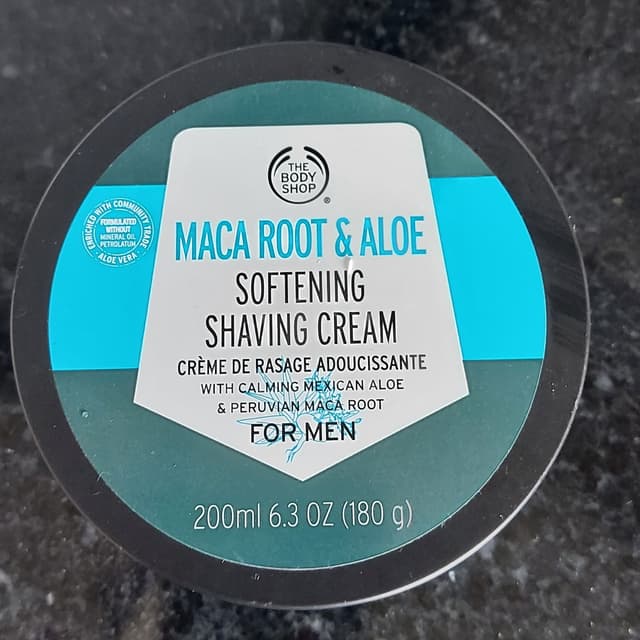 THE
BODY
SHOP
®
ENRICHED WITH COMMUNITY TRADE
FORMULATED
WITHOUT
MINERAL OIL
PETROLATUM
· ALOE VERA ·
MACA ROOT & ALOE
SOFTENING
SHAVING CREAM
CRÈME DE RASAGE ADOUCISSANTE
WITH CALMING MEXICAN ALOE
& PERUVIAN MACA ROOT
FOR MEN
200ml 6.3 OZ (180 g)